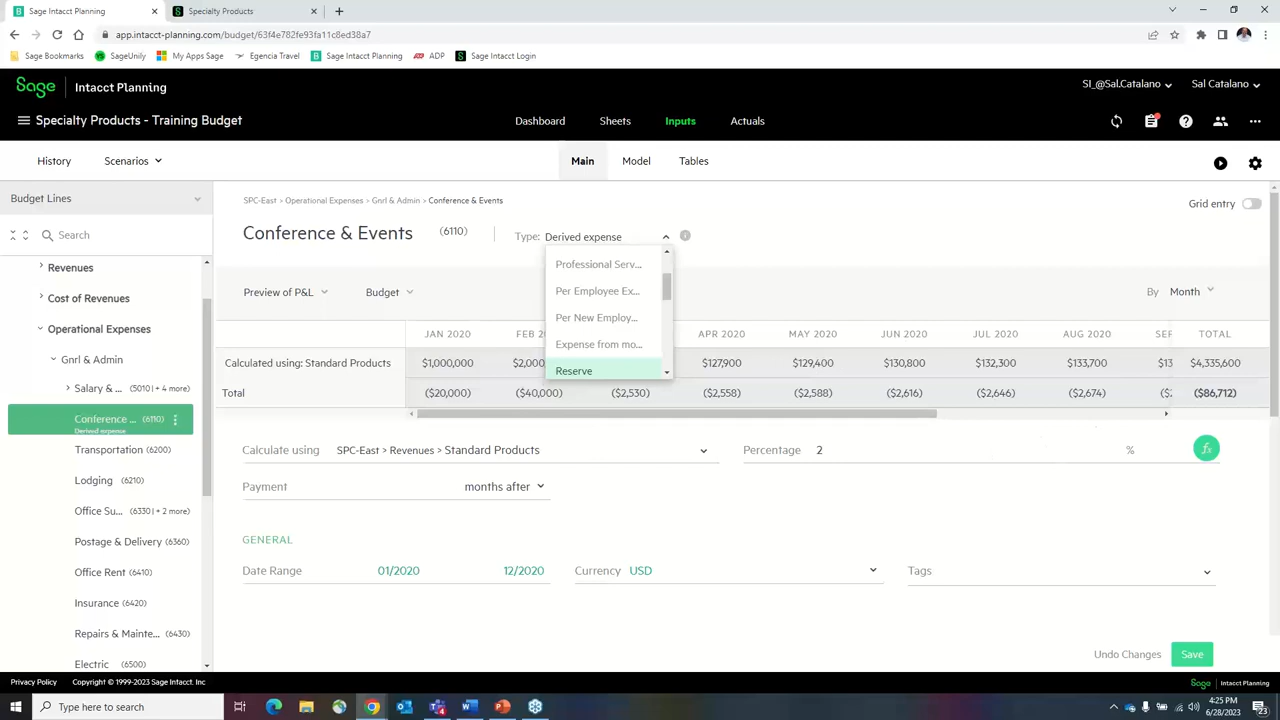 Sage Intacct Planning
Specialty Products
app.intacct-planning.com/budget/63f4e782fe93fa11c8ed38a7
Sage Bookmarks
SageUnily
My Apps Sage
Egencia Travel
Sage Intacct Planning
ADP
Sage Intacct Login
Sage
Intacct Planning
SI_@Sal.Catalano
Sal Catalano
Specialty Products - Training Budget
Dashboard
Sheets
Inputs
Actuals
History
Scenarios
Main
Model
Tables
Budget Lines
SPC-East > Operational Expenses > Gnrl & Admin > Conference & Events
Grid entry
Search
Conference & Events
(6110)
Type: Derived expense
Revenues
Professional Serv...
Per Employee Ex...
Per New Employ...
Expense from mo...
Reserve
Cost of Revenues
Preview of P&L
Budget
By Month
Operational Expenses
JAN 2020
FEB 2
APR 2020
MAY 2020
JUN 2020
JUL 2020
AUG 2020
SEF
TOTAL
Gnrl & Admin
Calculated using: Standard Products
$1,000,000
$2,000
$127,900
$129,400
$130,800
$132,300
$133,700
$13
$4,335,600
Salary & ... (5010 | + 4 more)
Total
($20,000)
($40,000)
($2,530)
($2,558)
($2,588)
($2,616)
($2,646)
($2,674)
($2,
($86,712)
Conference ... (6110)
Derived expense
Transportation (6200)
Calculate using
SPC-East > Revenues > Standard Products
Percentage 2 %
fx
Lodging (6210)
Payment
months after
Office Su... (6330 | + 2 more)
Postage & Delivery (6360)
GENERAL
Office Rent (6410)
Date Range
01/2020
12/2020
Currency USD
Tags
Insurance (6420)
Repairs & Mainte... (6430)
Electric (6500)
Undo Changes
Save
Privacy Policy
Copyright © 1999-2023 Sage Intacct. Inc
Sage
Intacct Planning
Type here to search
4:25 PM
6/28/2023
23